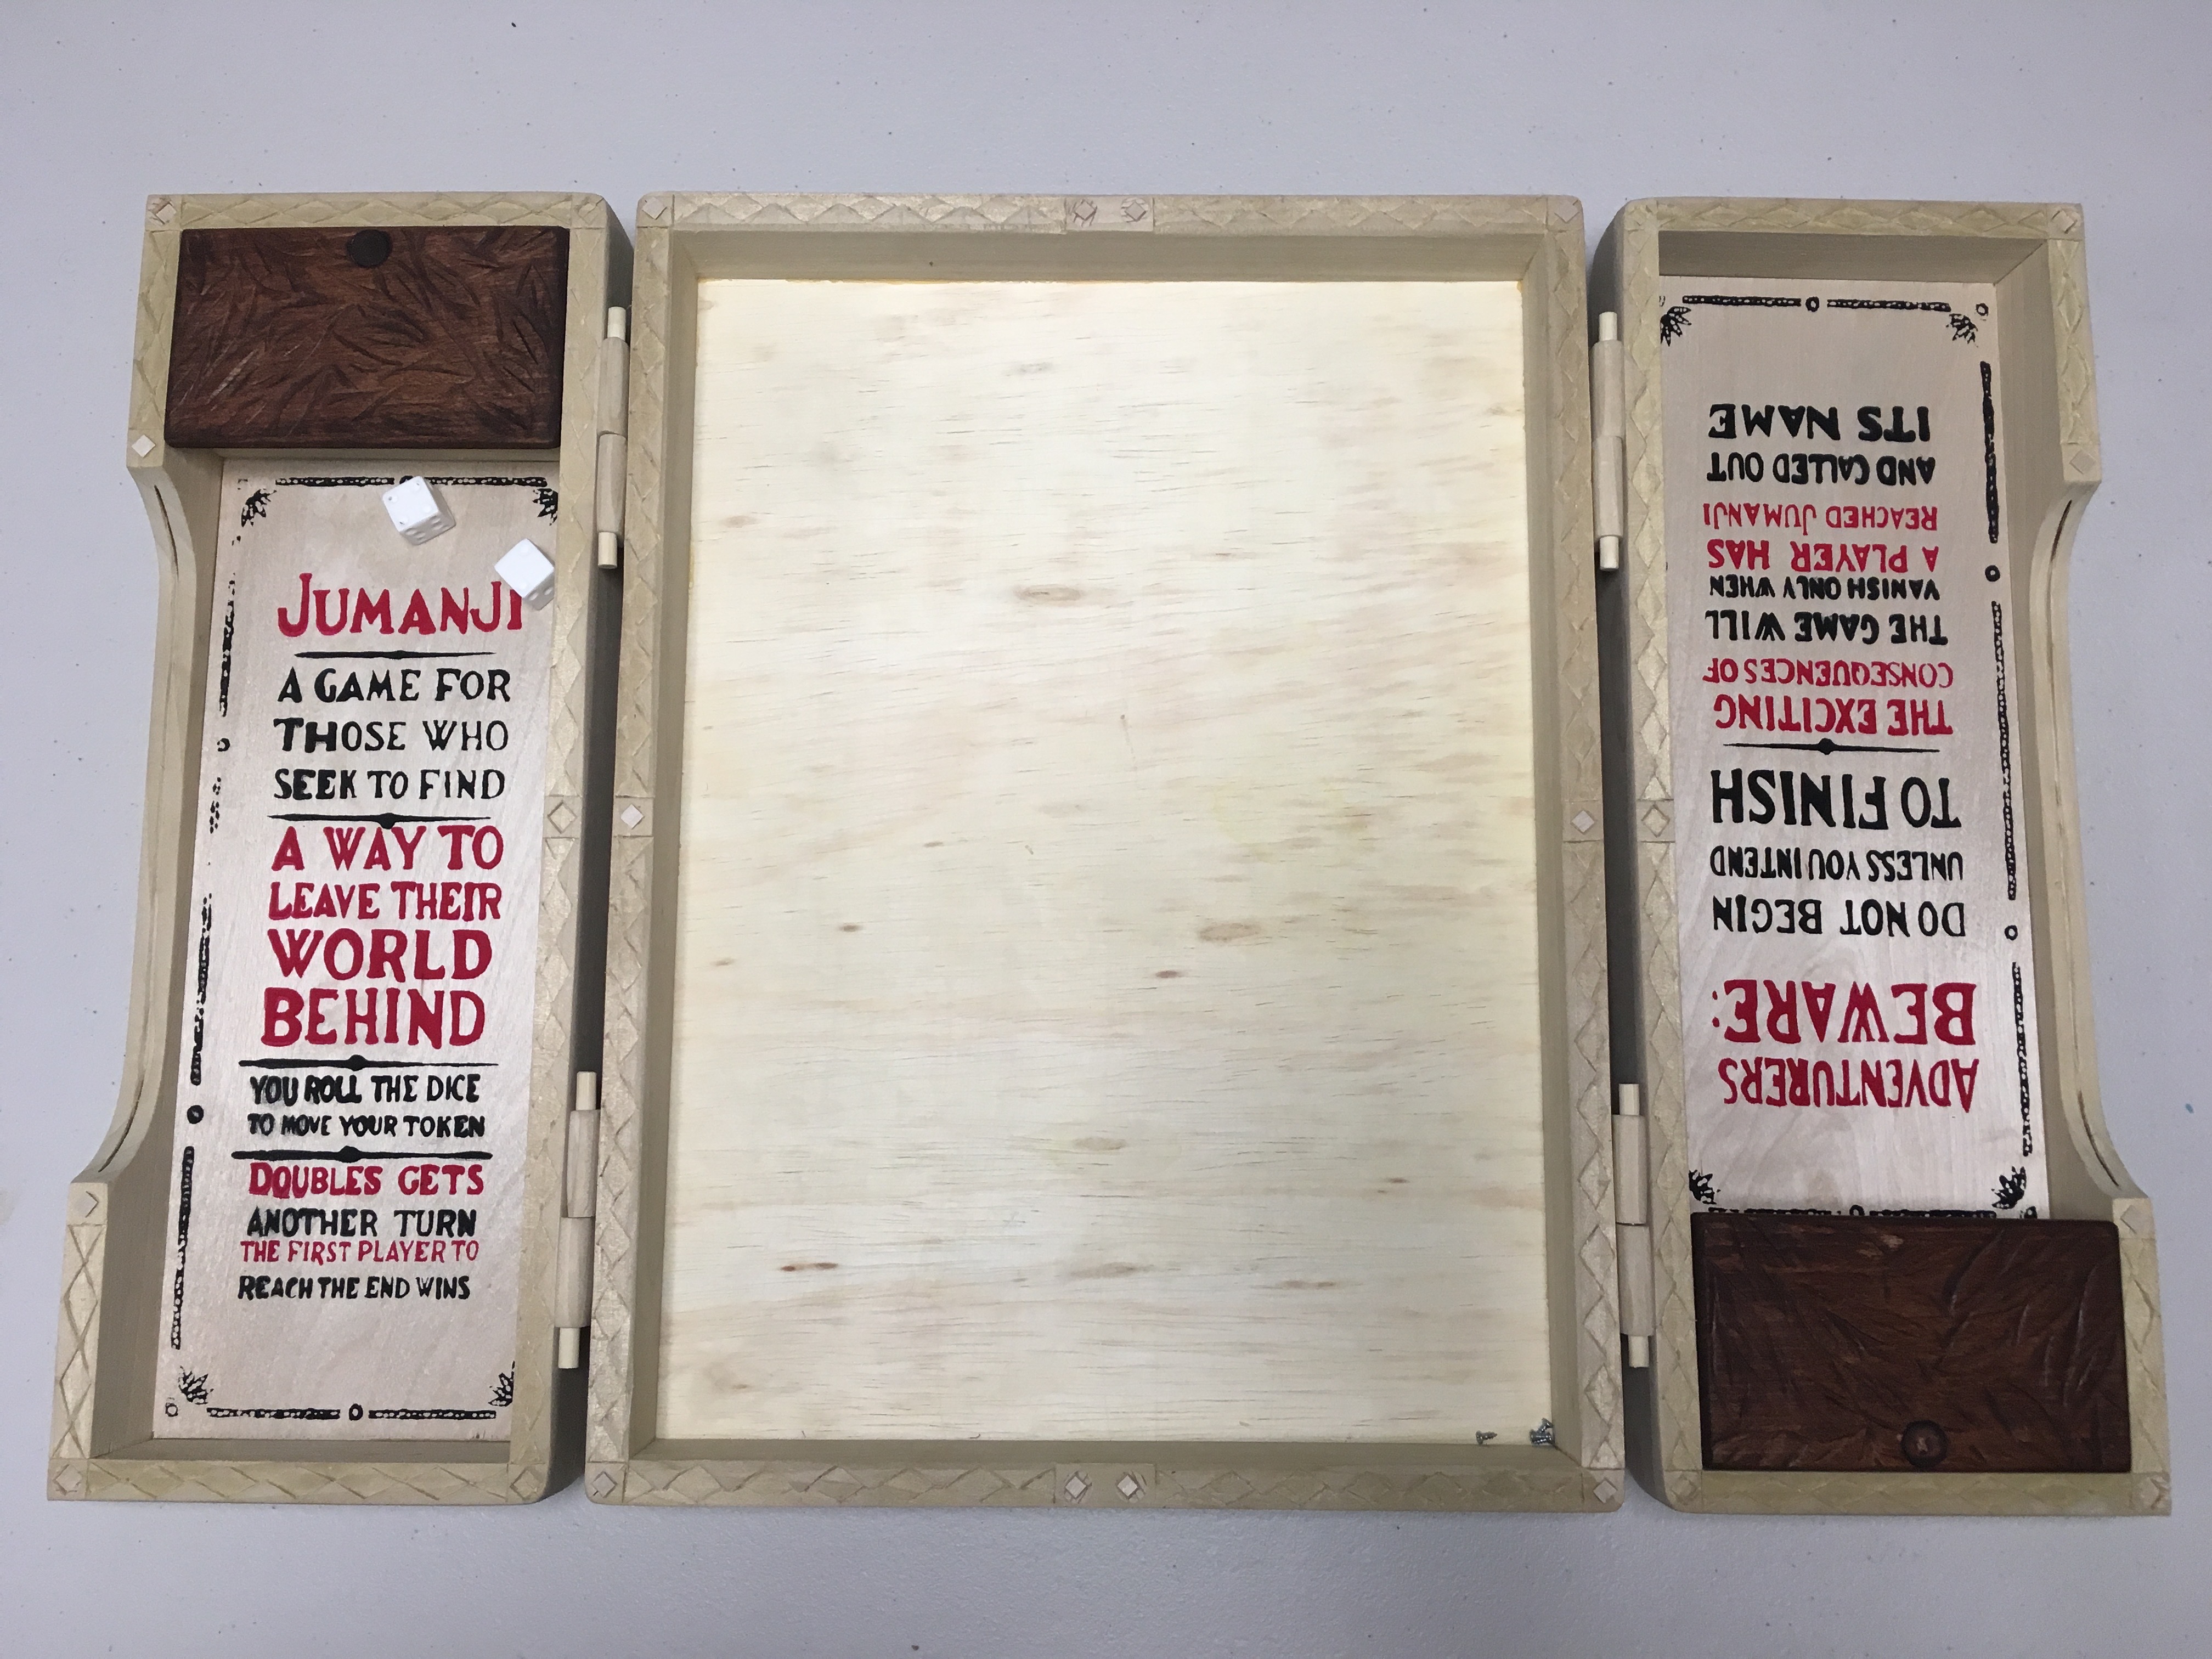 JUMANJI
A GAME FOR
THOSE WHO
SEEK TO FIND
A WAY TO
LEAVE THEIR
WORLD
BEHIND
YOU ROLL THE DICE
TO MOVE YOUR TOKEN
DOUBLES GETS
ANOTHER TURN
THE FIRST PLAYER TO
REACH THE END WINS
ADVENTURERS
BEWARE:
DO NOT BEGIN
UNLESS YOU INTEND
TO FINISH
THE EXCITING
CONSEQUENCES OF
THE GAME WILL
VANISH ONLY WHEN
A PLAYER HAS
REACHED JUMANJI
AND CALLED OUT
ITS NAME